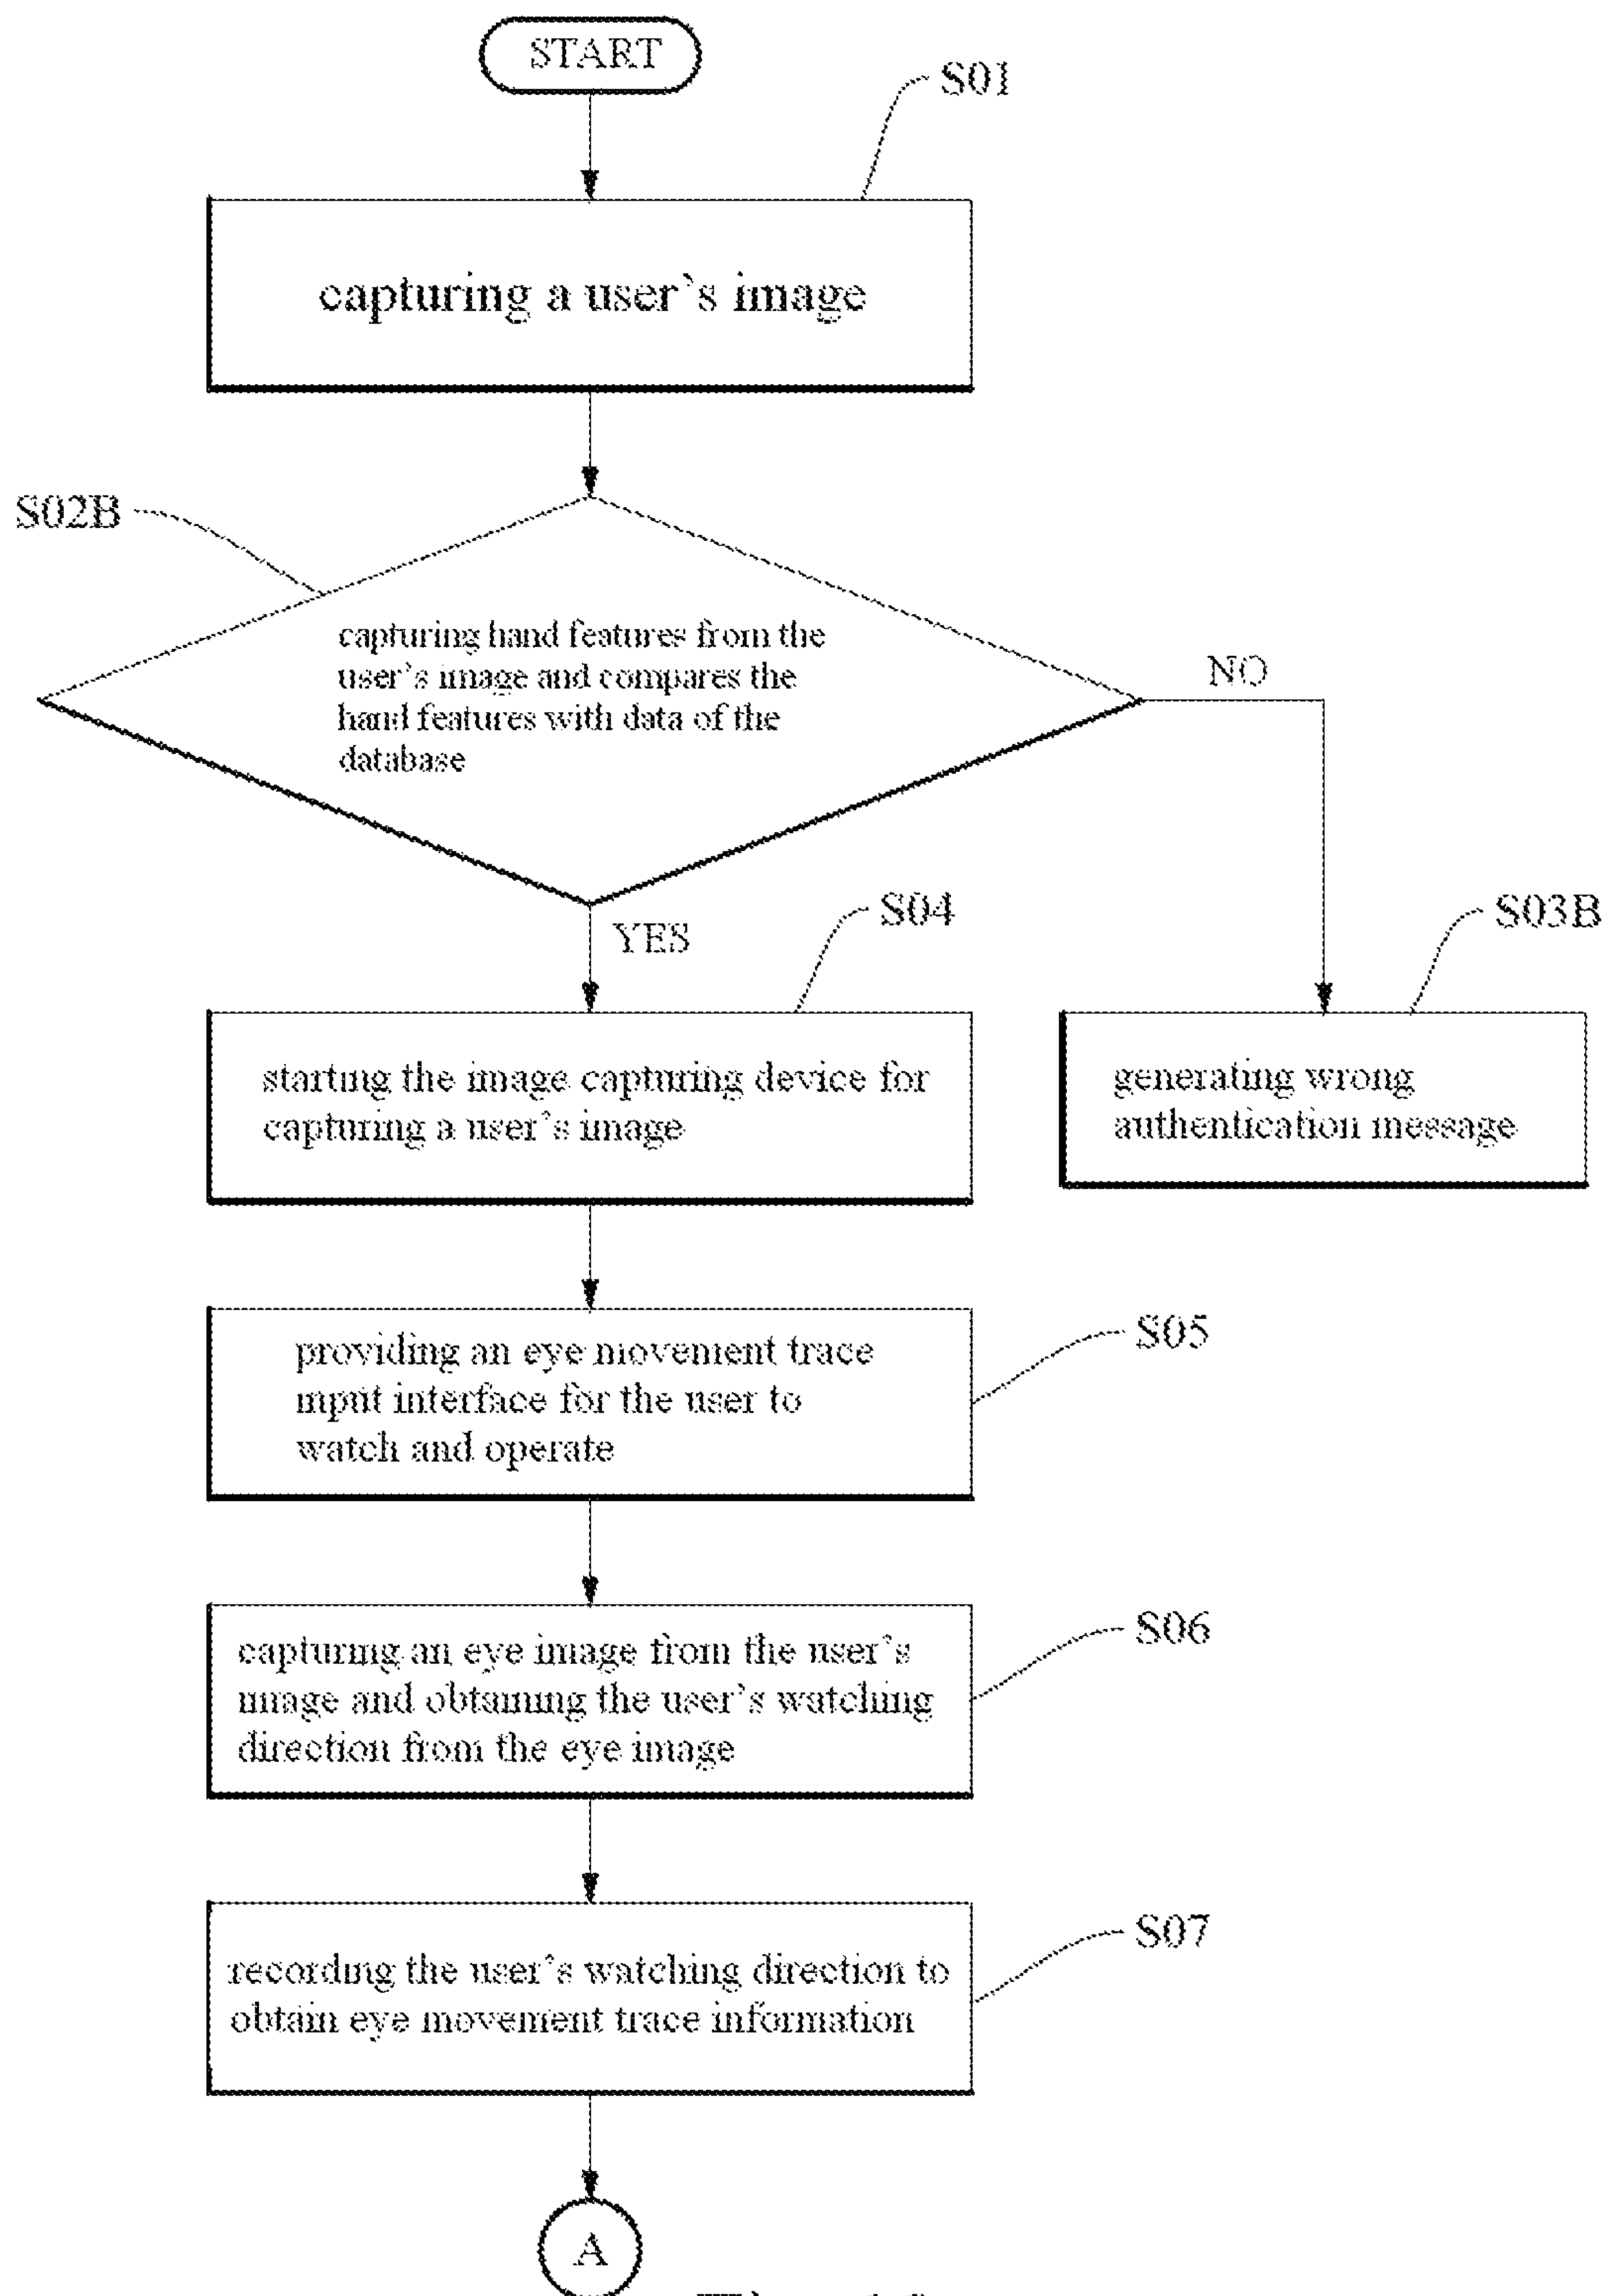 START
S01
capturing a user`s image
S02B
capturing hand features from the
user's image and compares the
hand features with data of the
database
NO
YES
S04
S03B
starting the image capturing device for
capturing a user's image
generating wrong
authentication message
providing an eye movement trace
input interface for the user to
watch and operate
S05
capturing an eye image from the user's
image and obtaining the user's watching
direction from the eye image
S06
recording the user's watching direction to
obtain eye movement trace information
S07
A